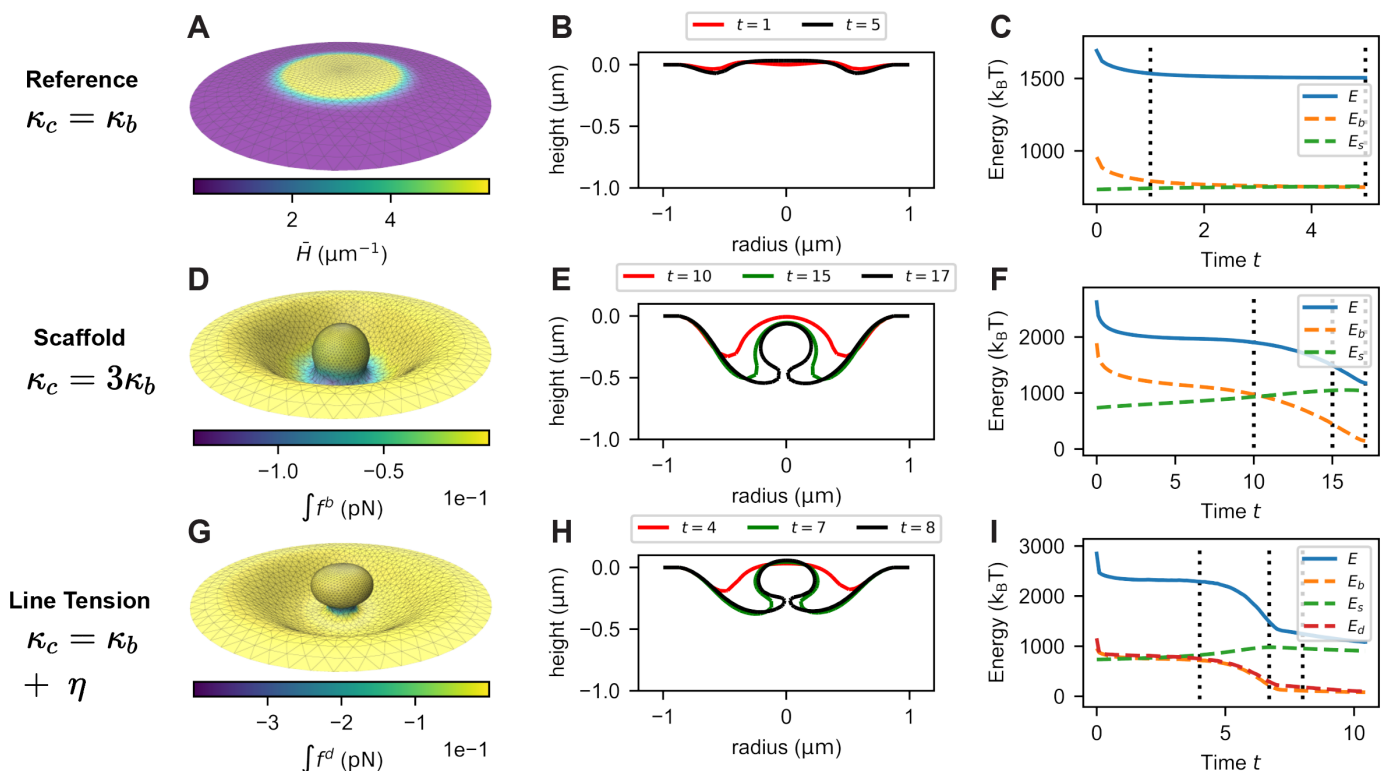 A
B
C
Reference
κc = κb
2 4
H̄ (μm⁻¹)
t = 1 t = 5
height (μm)
0.0
−0.5
−1.0
−1 0 1
radius (μm)
Energy (kBT)
1500
1000
E
Eb
Es
0 2 4
Time t
D
E
F
Scaffold
κc = 3κb
−1.0 −0.5
1e−1
∫ f^b (pN)
t = 10 t = 15 t = 17
height (μm)
0.0
−0.5
−1.0
−1 0 1
radius (μm)
Energy (kBT)
2000
1000
0
E
Eb
Es
0 5 10 15
Time t
G
H
I
Line Tension
κc = κb
+ η
−3 −2 −1
1e−1
∫ f^d (pN)
t = 4 t = 7 t = 8
height (μm)
0.0
−0.5
−1.0
−1 0 1
radius (μm)
Energy (kBT)
3000
2000
1000
0
E
Eb
Es
Ed
0 5 10
Time t